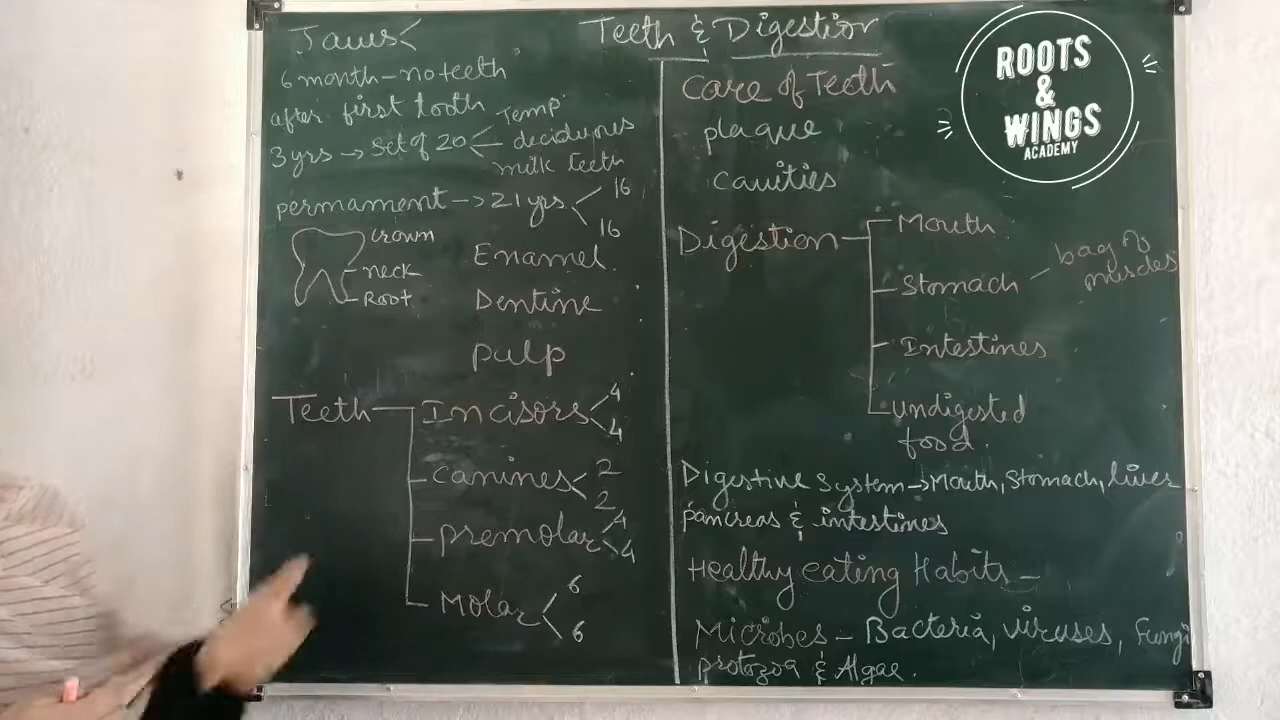 Teeth & Digestion
Jaws
6 month - no teeth
after first tooth
3 yrs → set of 20
Temp
deciduous
milk teeth
permament → 21 yrs
16
16
Crown
neck
Root
Enamel
Dentine
pulp
Teeth
Incisors
4
4
canines
2
2
premolar
4
4
Molar
6
6
Care of Teeth
plaque
cavities
Digestion
Mouth
Stomach - bag of
muscles
Intestines
undigested
food.
Digestive System → Mouth, Stomach, liver
pancreas & intestines
Healthy eating Habits -
Microbes - Bacteria, viruses, Fungi
protozoa & Algae.
ROOTS
&
WINGS
ACADEMY